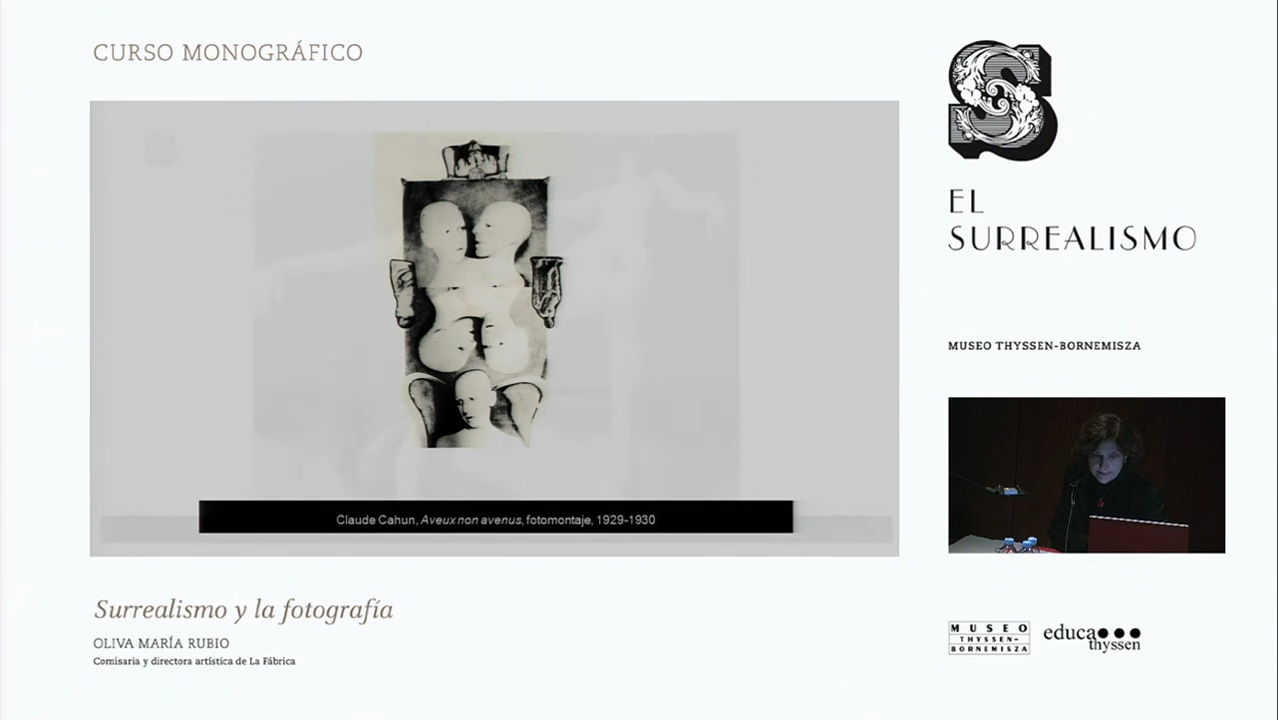 CURSO MONOGRÁFICO
S
EL
SURREALISMO
MUSEO THYSSEN-BORNEMISZA
Claude Cahun, Aveux non avenus, fotomontaje, 1929-1930
Surrealismo y la fotografía
OLIVA MARÍA RUBIO
Comisaria y directora artística de La Fábrica
MUSEO
THYSSEN-
BORNEMISZA
educa
thyssen